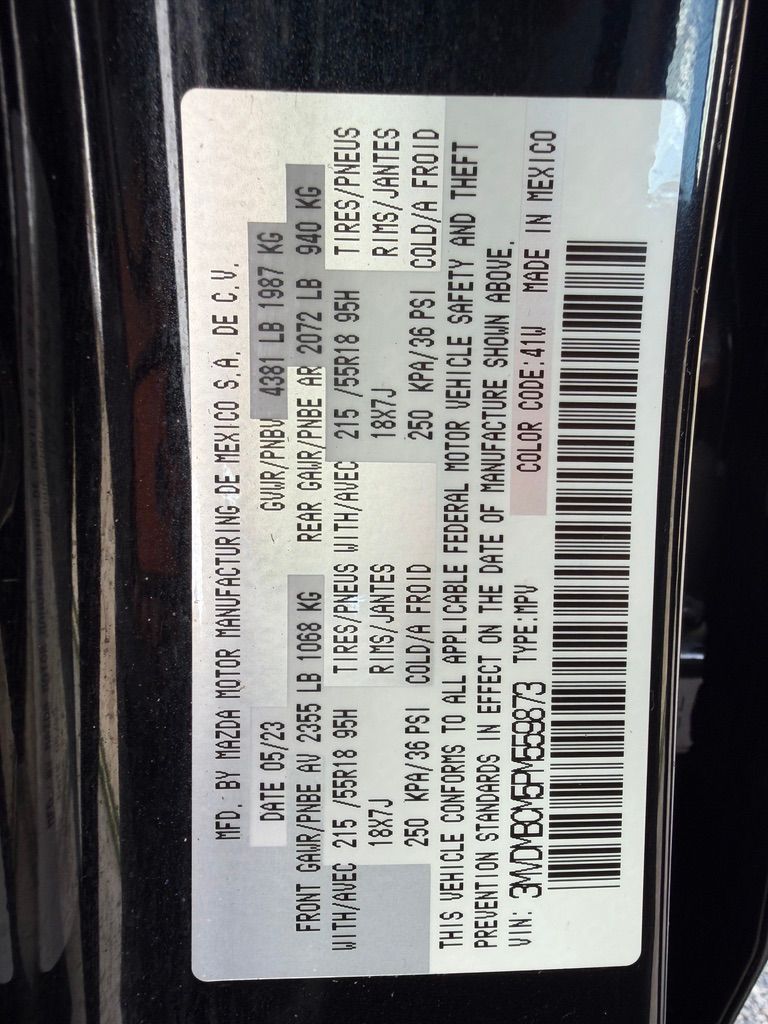 MFD. BY MAZDA MOTOR MANUFACTURING DE MEXICO S.A. DE C.V.
DATE 05/23 GVWR/PNBV 4381 LB 1987 KG
FRONT GAWR/PNBE AV 2355 LB 1068 KG REAR GAWR/PNBE AR 2072 LB 940 KG
WITH/AVEC 215 /55R18 95H TIRES/PNEUS WITH/AVEC 215 /55R18 95H TIRES/PNEUS
18X7J RIMS/JANTES 18X7J RIMS/JANTES
250 KPA/36 PSI COLD/A FROID 250 KPA/36 PSI COLD/A FROID
THIS VEHICLE CONFORMS TO ALL APPLICABLE FEDERAL MOTOR VEHICLE SAFETY AND THEFT
PREVENTION STANDARDS IN EFFECT ON THE DATE OF MANUFACTURE SHOWN ABOVE.
VIN: 3MVDMBCM5PM559873 TYPE:MPV COLOR CODE:41W MADE IN MEXICO